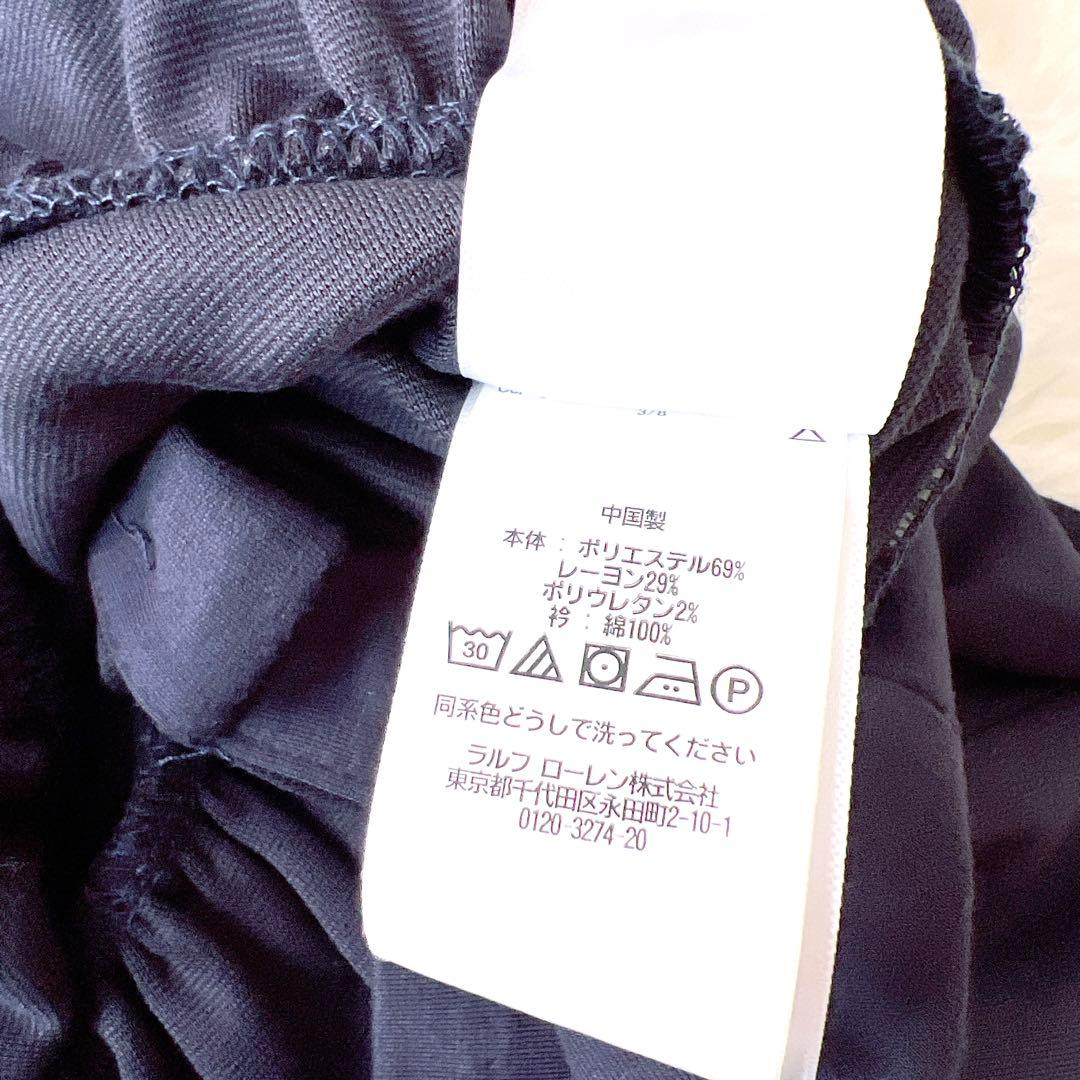 中国製
本体 : ポリエステル69%
レーヨン29%
ポリウレタン2%
衿 : 綿100%
30 P
同系色どうしで洗ってください
ラルフ ローレン株式会社
東京都千代田区永田町2-10-1
0120-3274-20